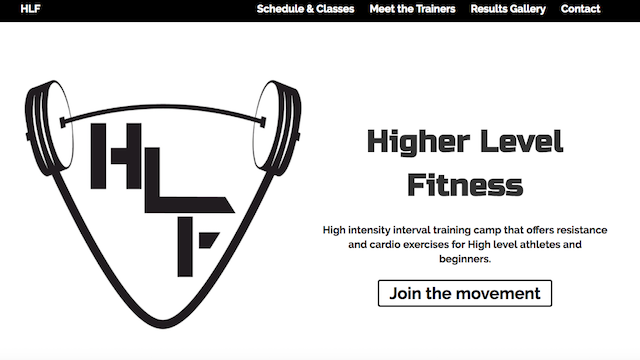 HLF
Schedule & Classes
Meet the Trainers
Results Gallery
Contact
HLF
Higher Level
Fitness
High intensity interval training camp that offers resistance
and cardio exercises for High level athletes and
beginners.
Join the movement